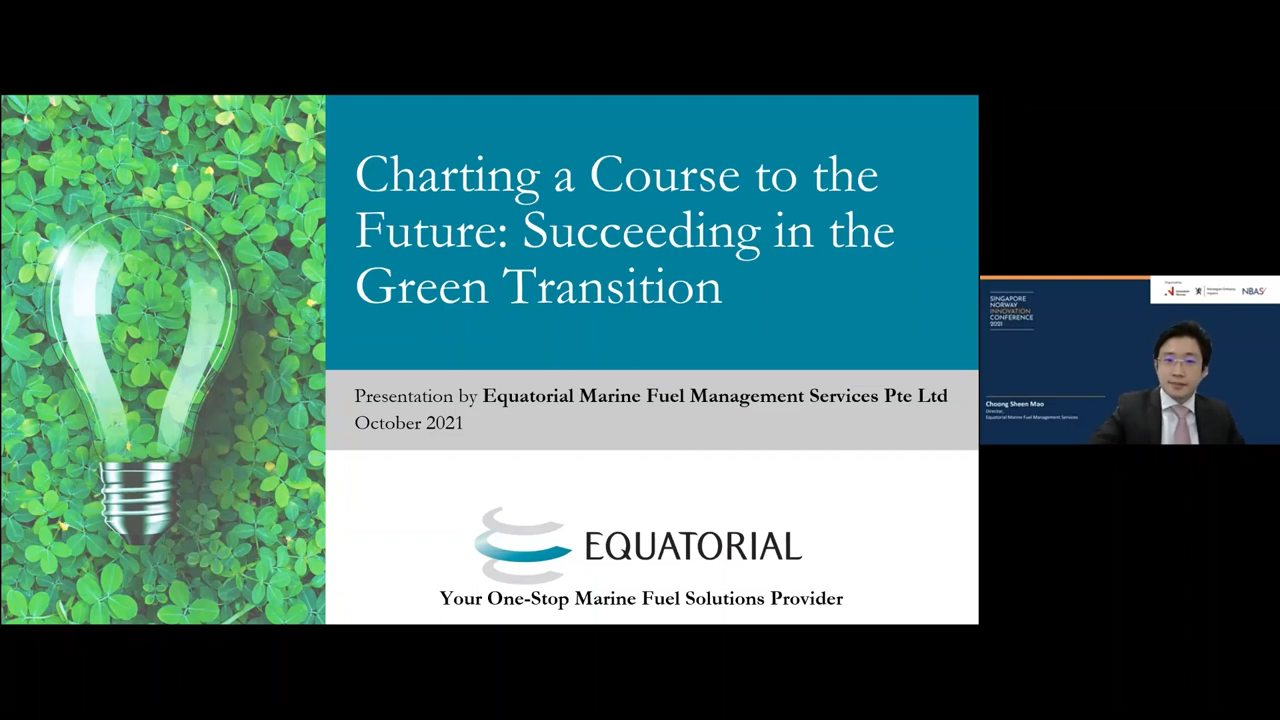 Charting a Course to the
Future: Succeeding in the
Green Transition
Presentation by Equatorial Marine Fuel Management Services Pte Ltd
October 2021
EQUATORIAL
Your One-Stop Marine Fuel Solutions Provider
SINGAPORE
NORWAY
INNOVATION
CONFERENCE
2021
NBAS
Choong Sheen Mao
Director,
Equatorial Marine Fuel Management Services